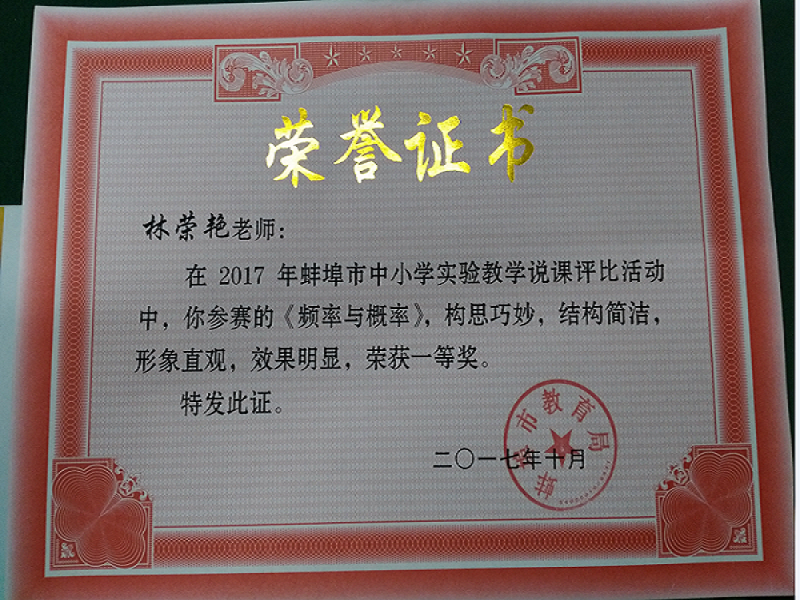 荣誉证书
林荣艳老师：
在 2017 年蚌埠市中小学实验教学说课评比活动
中，你参赛的《频率与概率》，构思巧妙，结构简洁，
形象直观，效果明显，荣获一等奖。
特发此证。
蚌埠市教育局
二〇一七年十月